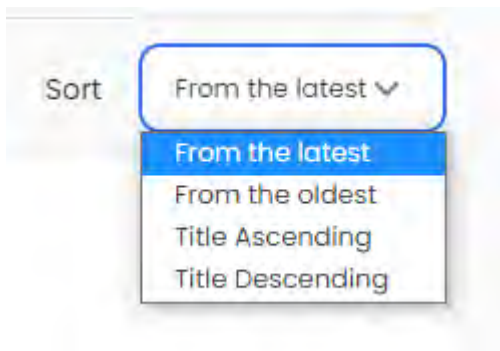 Sort From the latest
From the latest
From the oldest
Title Ascending
Title Descending